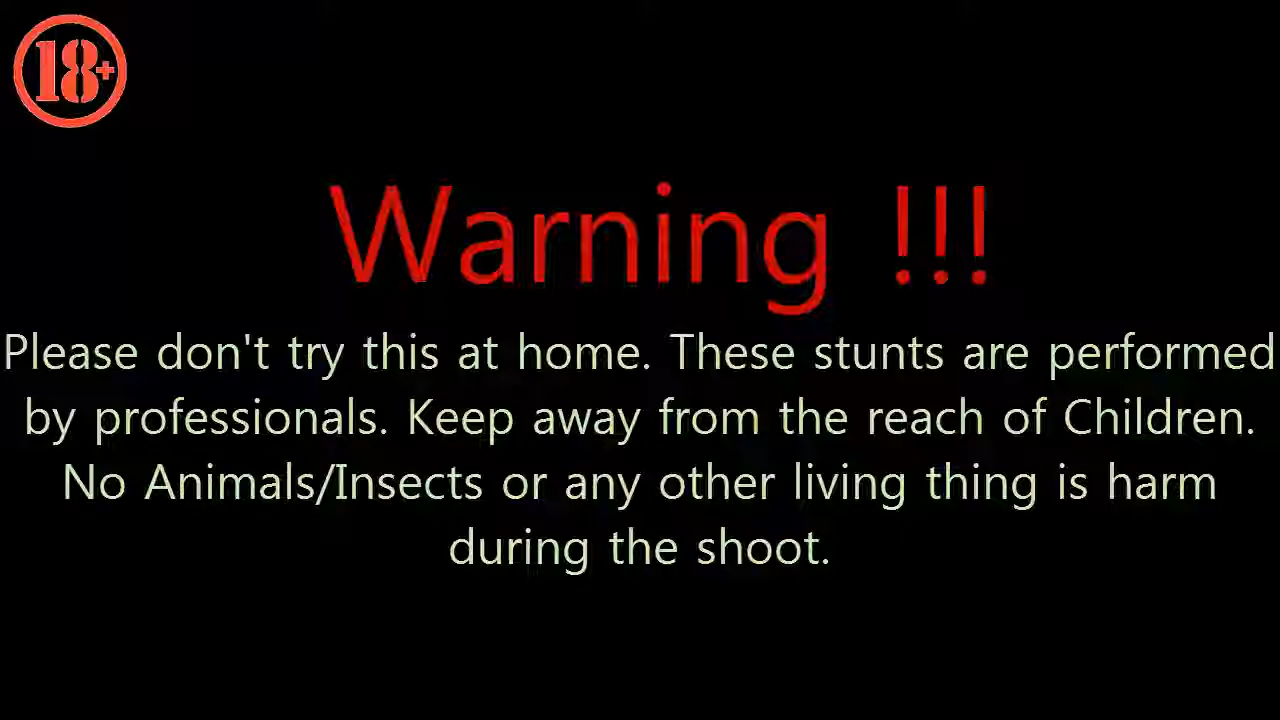 18+
Warning !!!
Please don't try this at home. These stunts are performed
by professionals. Keep away from the reach of Children.
No Animals/Insects or any other living thing is harm
during the shoot.